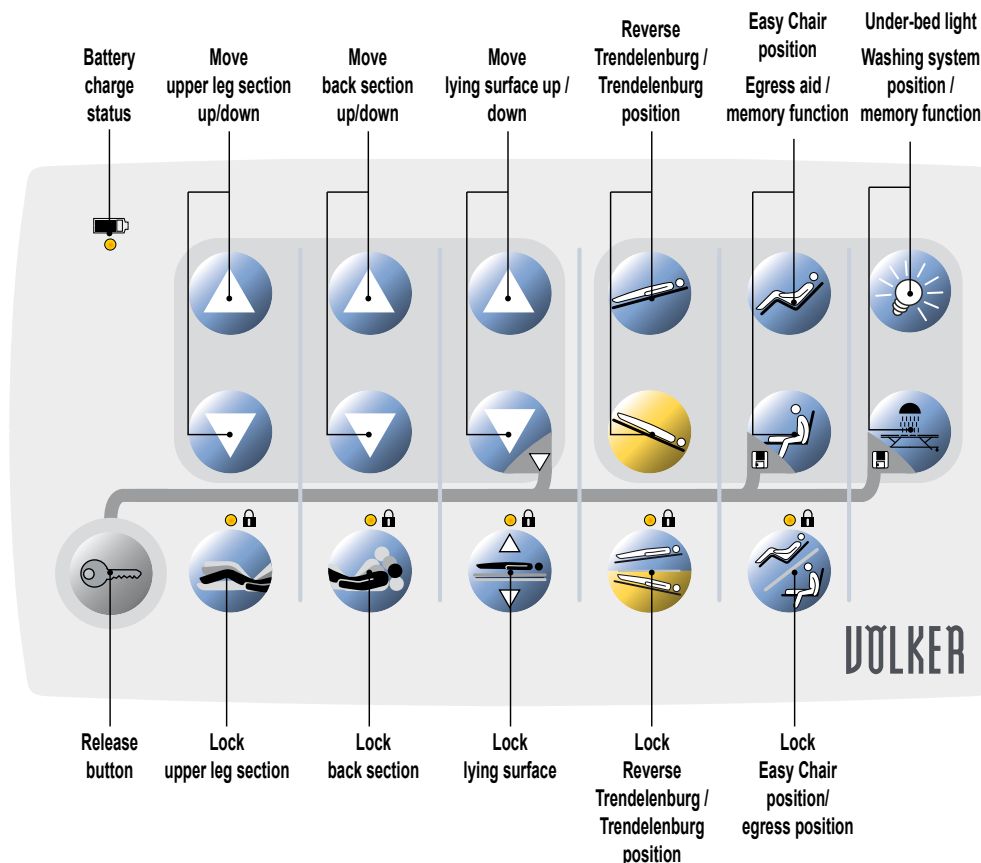 Battery
charge
status
Move
upper leg section
up/down
Move
back section
up/down
Move
lying surface up /
down
Reverse
Trendelenburg /
Trendelenburg
position
Easy Chair
position
Egress aid /
memory function
Under-bed light
Washing system
position /
memory function
VÖLKER
Release
button
Lock
upper leg section
Lock
back section
Lock
lying surface
Lock
Reverse
Trendelenburg /
Trendelenburg
position
Lock
Easy Chair
position/
egress position